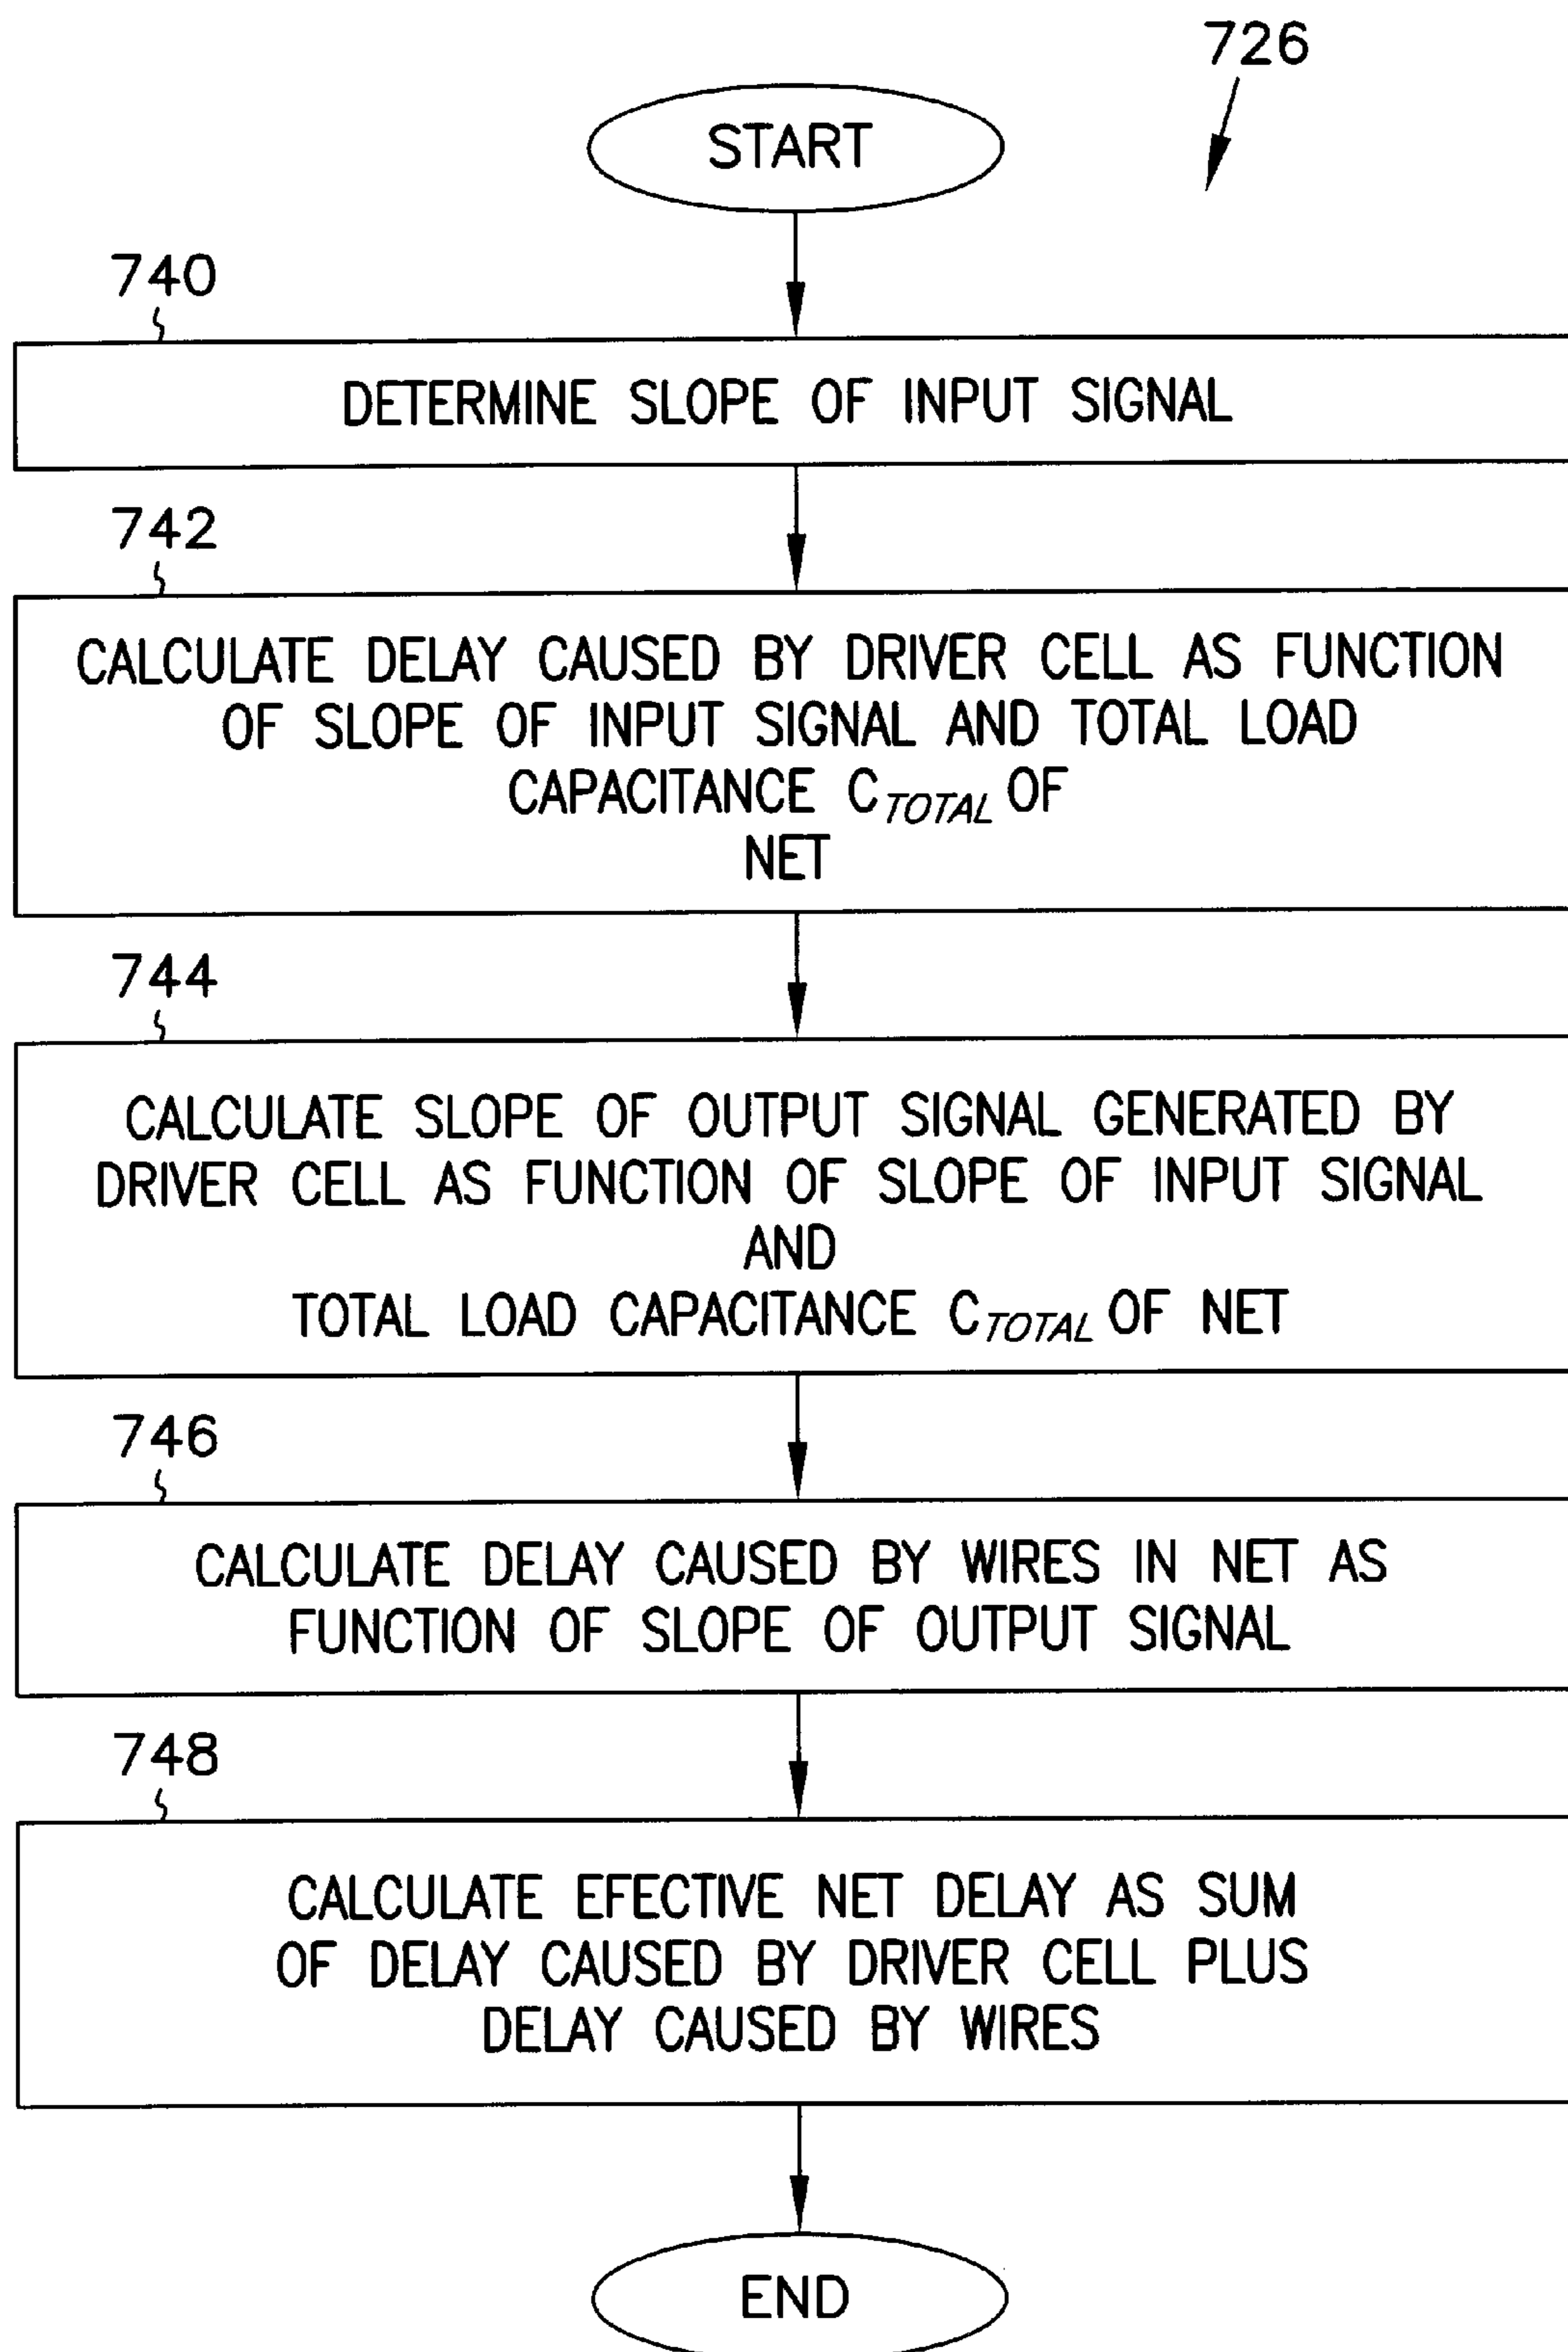 726
START
740
DETERMINE SLOPE OF INPUT SIGNAL
742
CALCULATE DELAY CAUSED BY DRIVER CELL AS FUNCTION
OF SLOPE OF INPUT SIGNAL AND TOTAL LOAD
CAPACITANCE C_TOTAL OF
NET
744
CALCULATE SLOPE OF OUTPUT SIGNAL GENERATED BY
DRIVER CELL AS FUNCTION OF SLOPE OF INPUT SIGNAL
AND
TOTAL LOAD CAPACITANCE C_TOTAL OF NET
746
CALCULATE DELAY CAUSED BY WIRES IN NET AS
FUNCTION OF SLOPE OF OUTPUT SIGNAL
748
CALCULATE EFECTIVE NET DELAY AS SUM
OF DELAY CAUSED BY DRIVER CELL PLUS
DELAY CAUSED BY WIRES
END